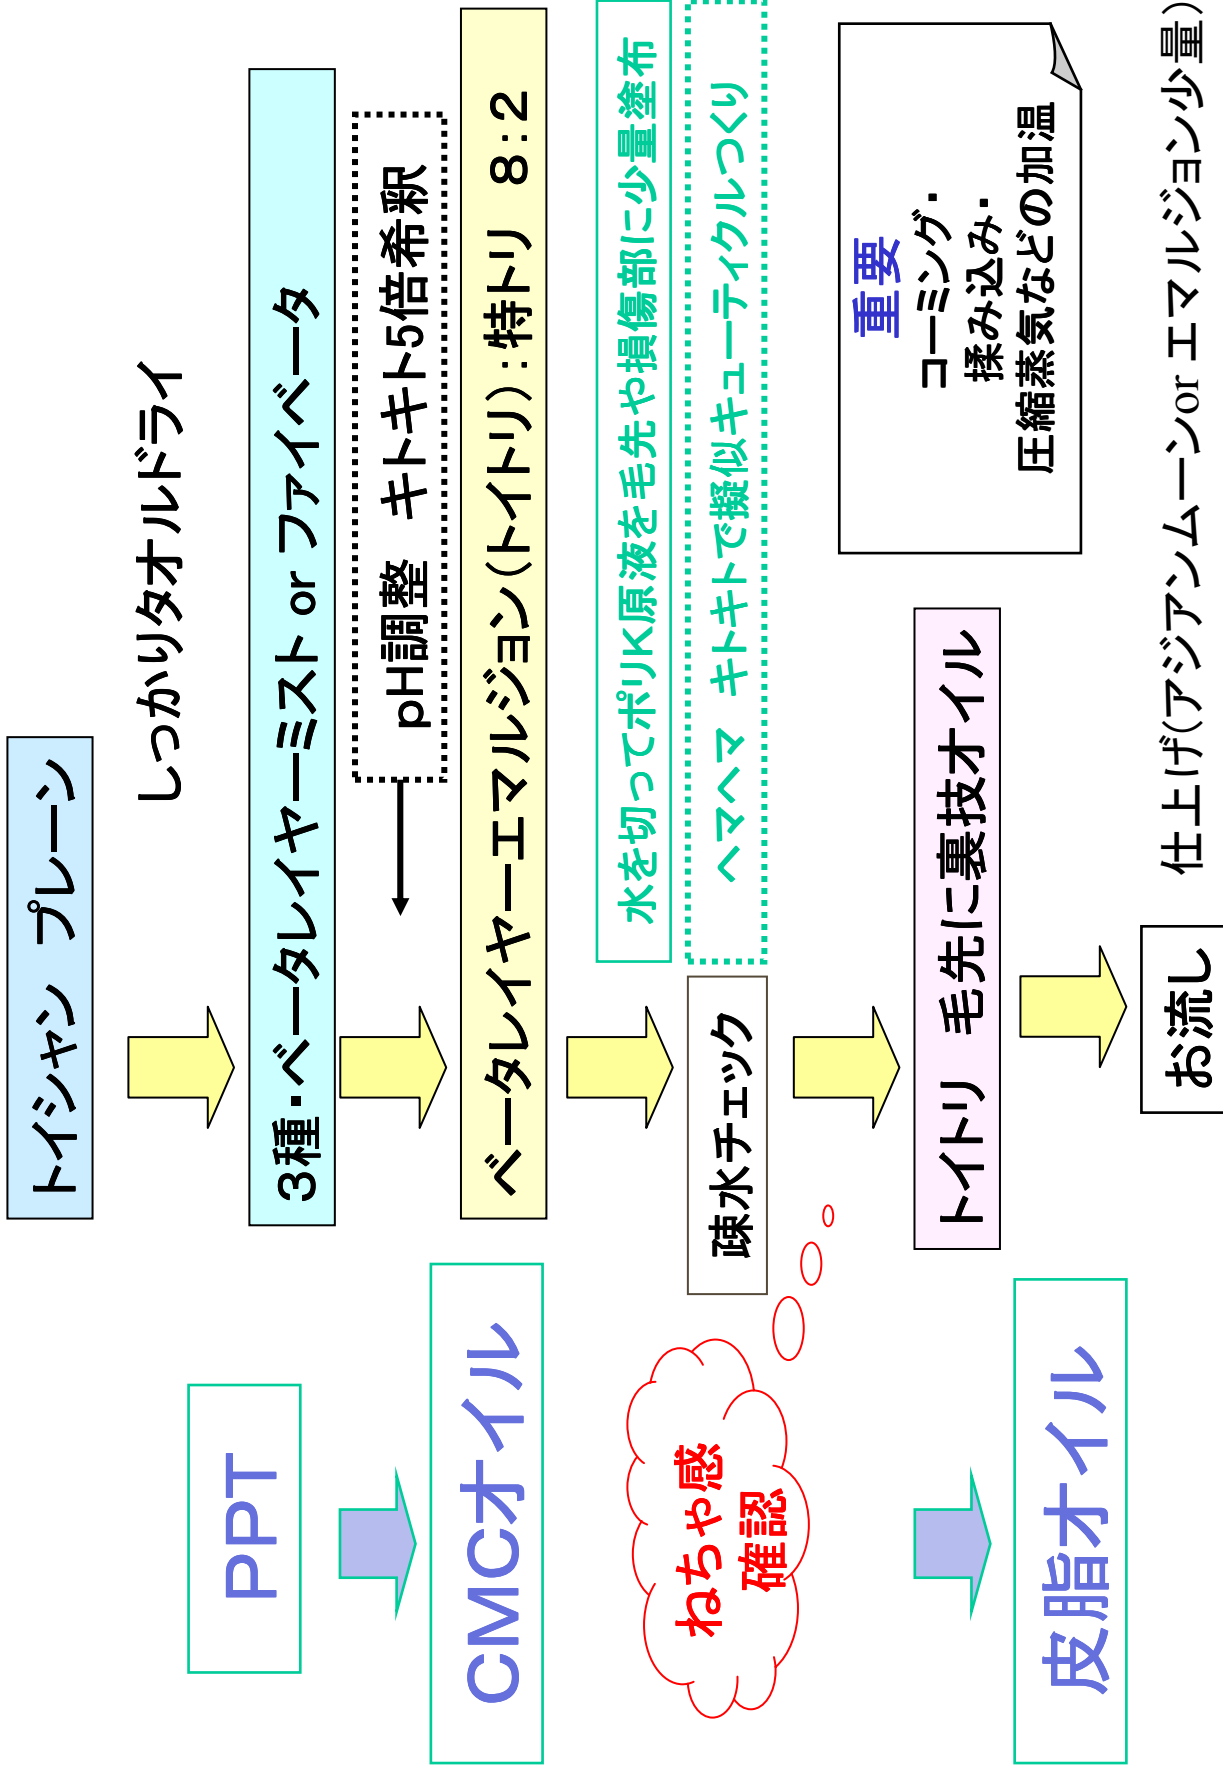 トイシャン　プレーン
しっかりタオルドライ
PPT
３種・ベータレイヤーミスト or ファイベータ
pH調整　キトキト5倍希釈
CMCオイル
ベータレイヤーエマルジョン(トイトリ)：特トリ　８：２
水を切ってポリK原液を毛先や損傷部に少量塗布
ヘマヘマ　キトキトで擬似キューティクルつくり
疎水チェック
ねちゃ感
確認
重要
コーミング・
揉み込み・
圧縮蒸気などの加温
トイトリ　毛先に裏技オイル
皮脂オイル
お流し
仕上げ(アジアンムーンor エマルジョン少量)